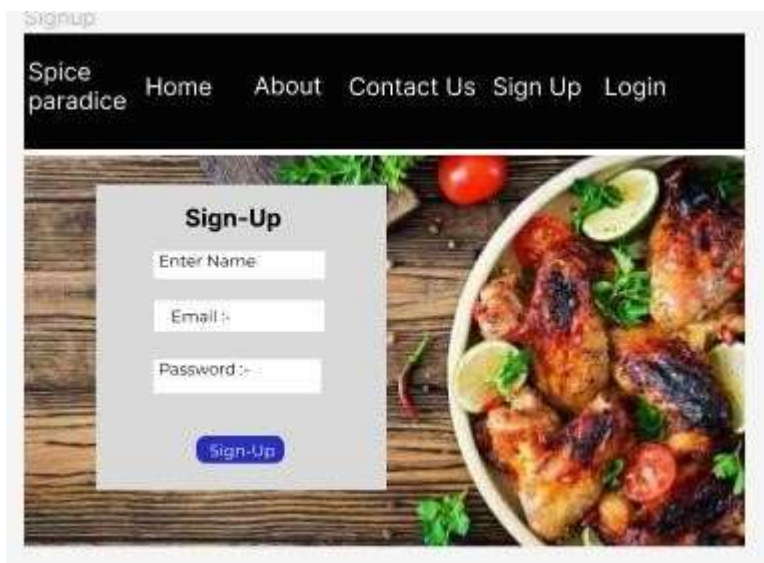 Signup
Spice
paradice
Home About Contact Us Sign Up Login
Sign-Up
Enter Name
Email :-
Password :-
Sign-Up